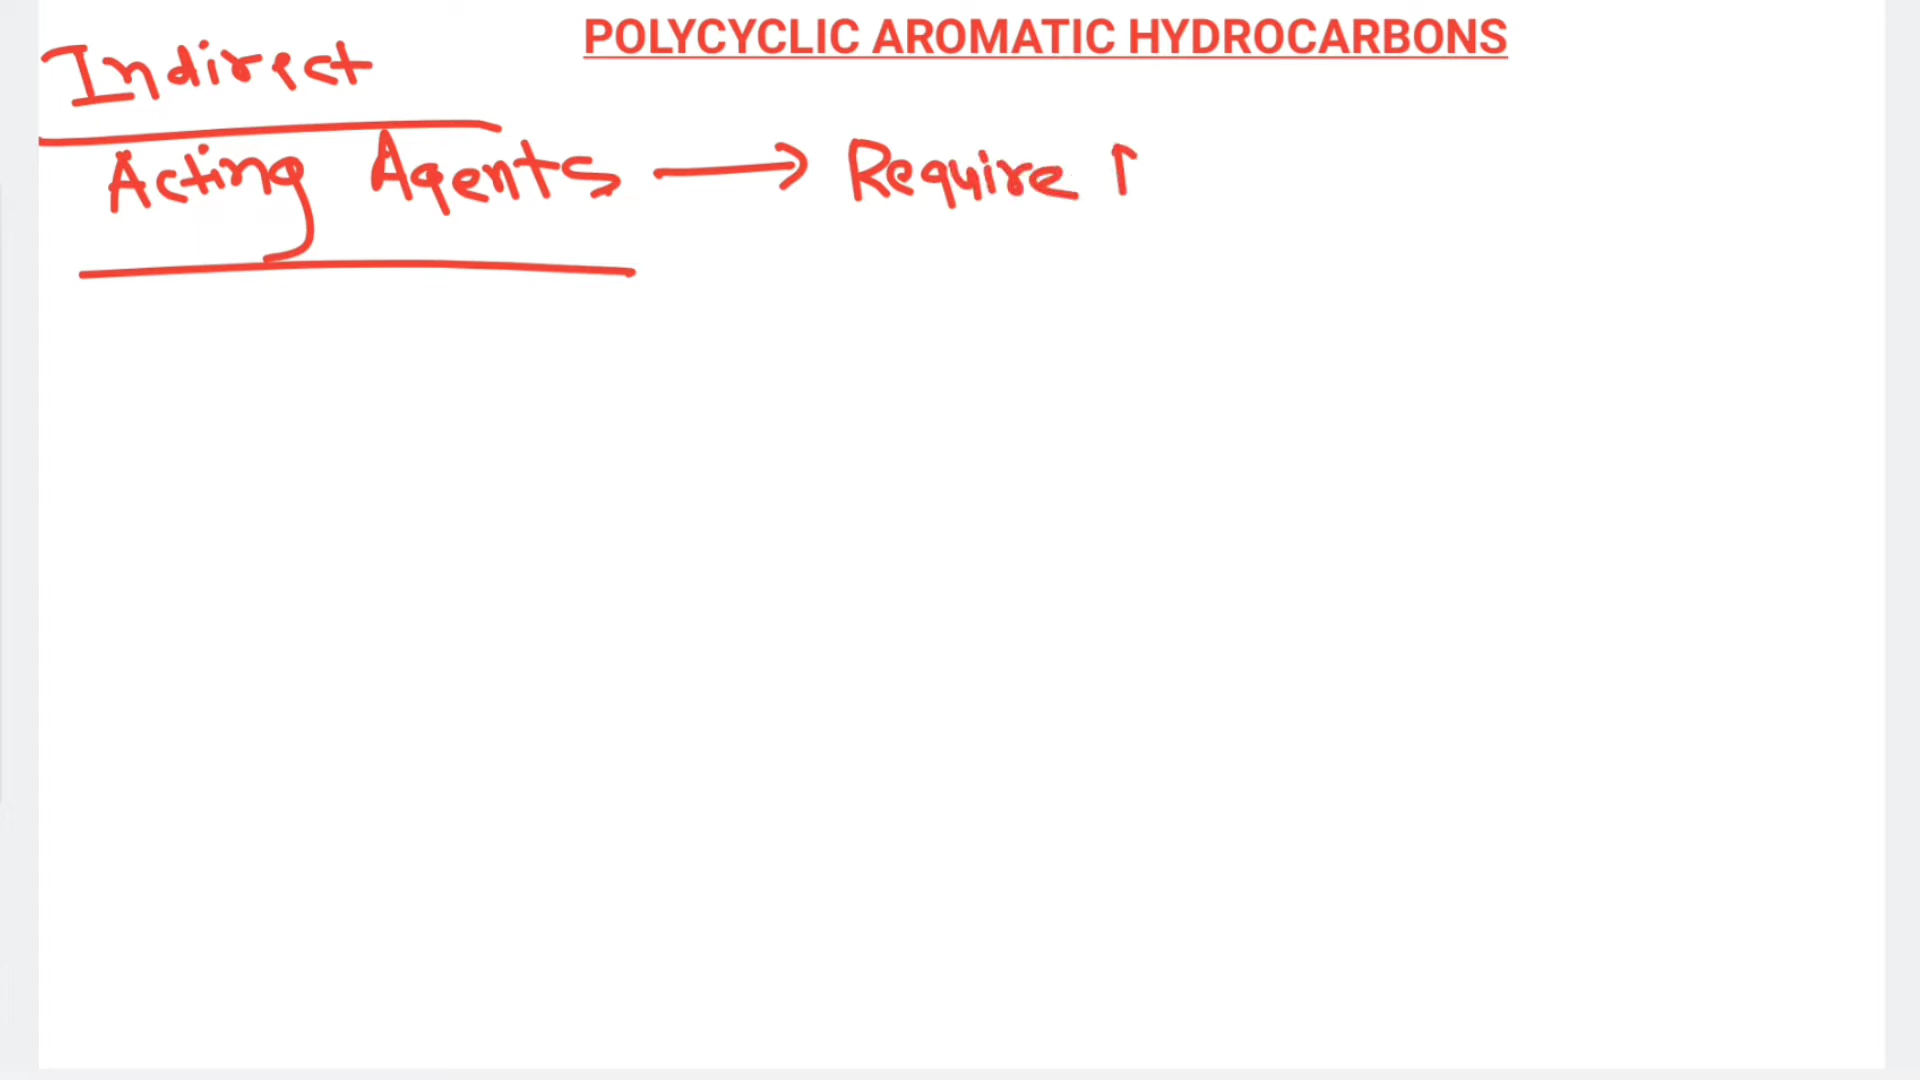 POLYCYCLIC AROMATIC HYDROCARBONS
Indirect
Acting Agents → Require